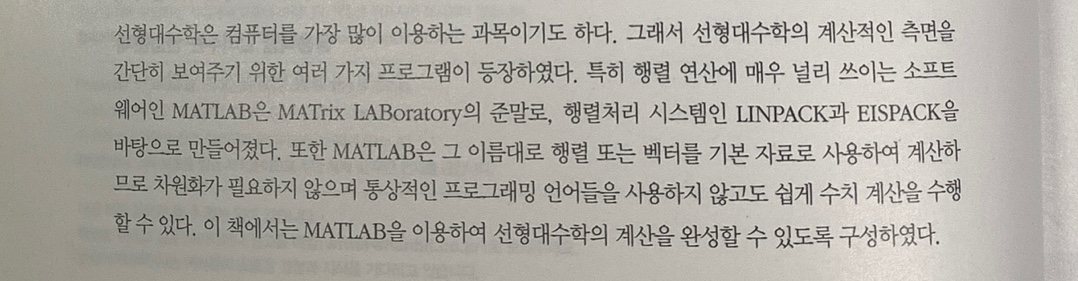 선형대수학은 컴퓨터를 가장 많이 이용하는 과목이기도 하다. 그래서 선형대수학의 계산적인 측면을
간단히 보여주기 위한 여러 가지 프로그램이 등장하였다. 특히 행렬 연산에 매우 널리 쓰이는 소프트
웨어인 MATLAB은 MATrix LABoratory의 준말로, 행렬처리 시스템인 LINPACK과 EISPACK을
바탕으로 만들어졌다. 또한 MATLAB은 그 이름대로 행렬 또는 벡터를 기본 자료로 사용하여 계산하
므로 차원화가 필요하지 않으며 통상적인 프로그래밍 언어들을 사용하지 않고도 쉽게 수치 계산을 수행
할 수 있다. 이 책에서는 MATLAB을 이용하여 선형대수학의 계산을 완성할 수 있도록 구성하였다.